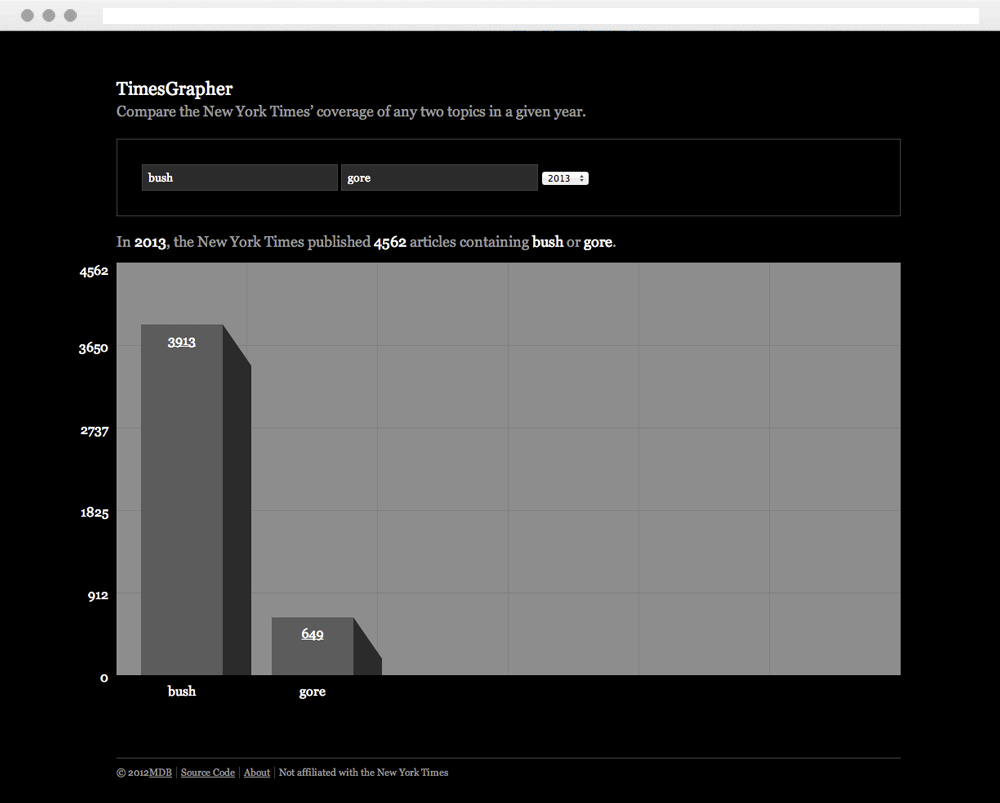 TimesGrapher
Compare the New York Times’ coverage of any two topics in a given year.
bush gore 2013
In 2013, the New York Times published 4562 articles containing bush or gore.
4562
3913
3650
2737
1825
912
649
0
bush gore
© 2012MDB | Source Code | About | Not affiliated with the New York Times